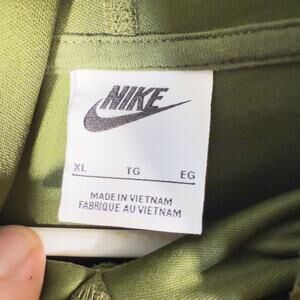 NIKE
XL TG EG
MADE IN VIETNAM
FABRIQUE AU VIETNAM